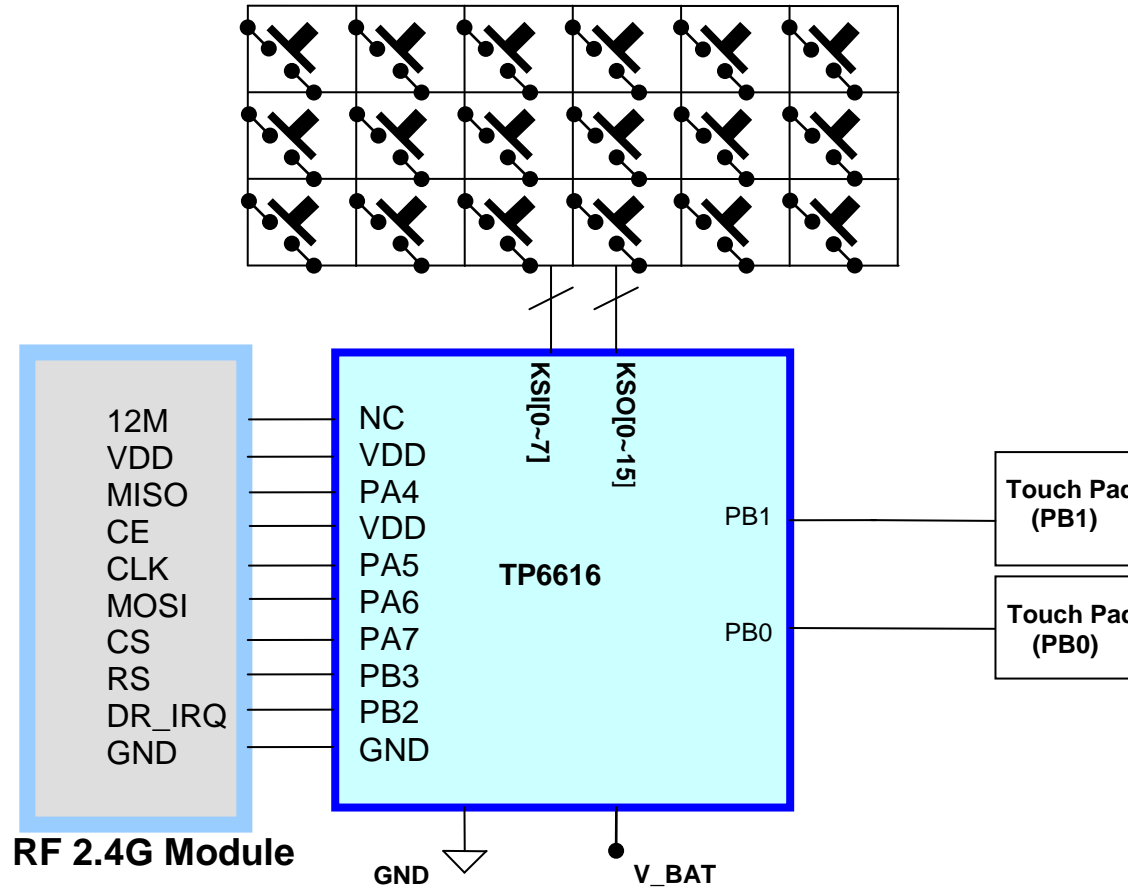 KSI[0~7]
KSO[0~15]
12M
VDD
MISO
CE
CLK
MOSI
CS
RS
DR_IRQ
GND
NC
VDD
PA4
VDD
PA5
PA6
PA7
PB3
PB2
GND
TP6616
PB1
PB0
Touch Pad
(PB1)
Touch Pad
(PB0)
RF 2.4G Module
GND
V_BAT